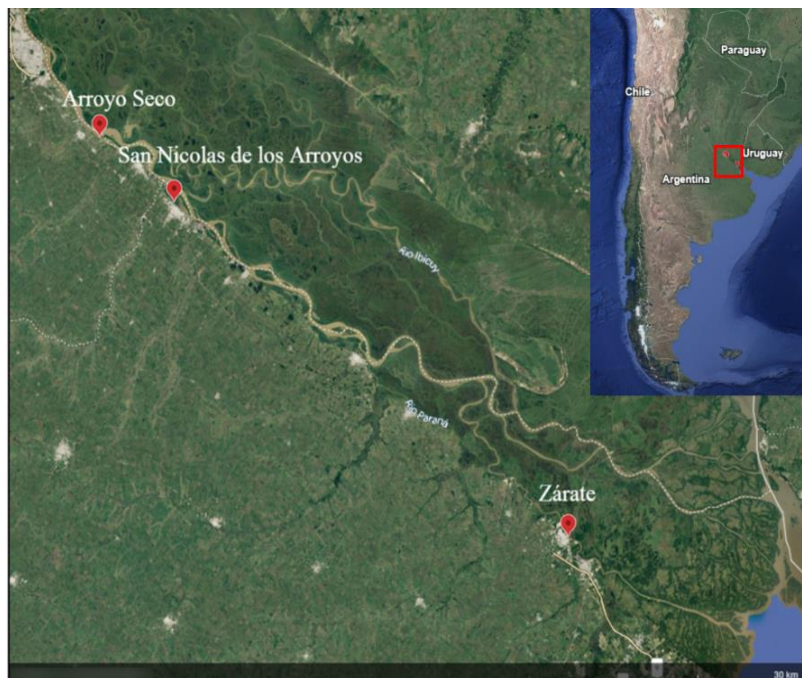 Arroyo Seco
San Nicolas de los Arroyos
Río Ibicuy
Río Paraná
Zárate
Paraguay
Chile
Uruguay
Argentina
30 km